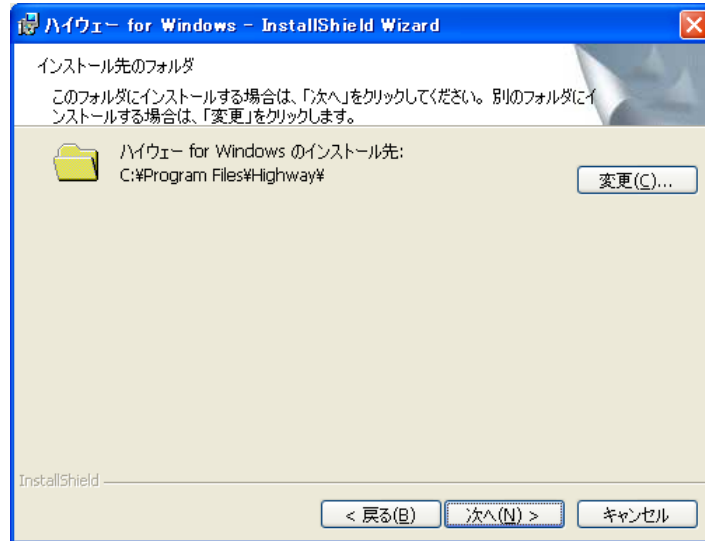 ハイウェー for Windows - InstallShield Wizard
インストール先のフォルダ
このフォルダにインストールする場合は、「次へ」をクリックしてください。別のフォルダにイ
ンストールする場合は、「変更」をクリックします。
ハイウェー for Windows のインストール先:
C:¥Program Files¥Highway¥
変更(C)...
InstallShield
< 戻る(B)
次へ(N) >
キャンセル